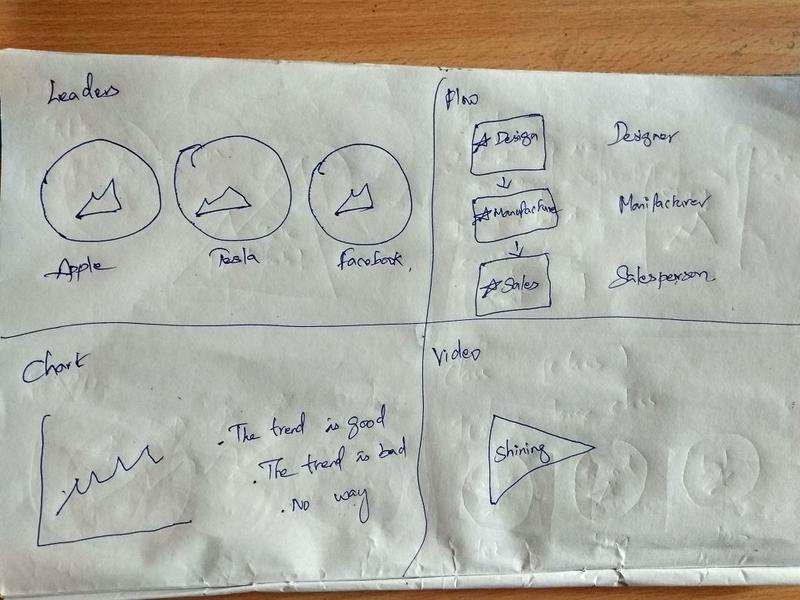 Leaders
Apple
Tesla
Facebook.
Flow
Design
Designer
Manufacturer
Manifacturer
Sales
Salesperson
Chart
. The trend is good
. The trend is bad
. No way
Video
Shining